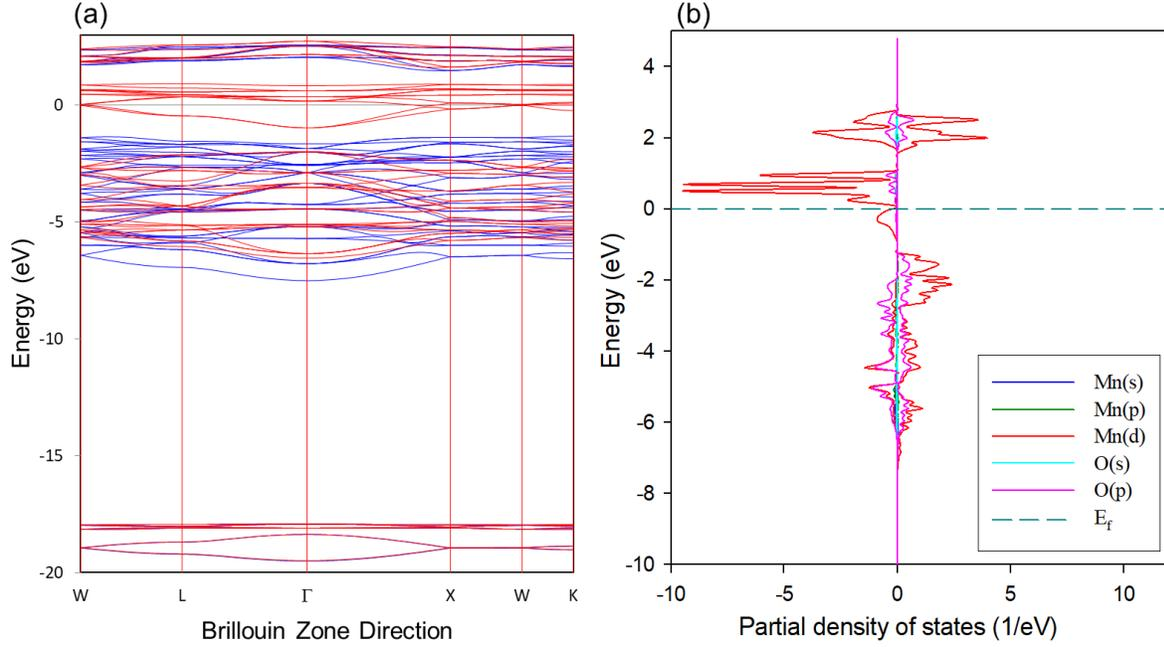 (a)
0
-5
-10
-15
-20
Energy (eV)
W L Γ X W K
Brillouin Zone Direction
(b)
4
2
0
-2
-4
-6
-8
-10
Energy (eV)
-10 -5 0 5 10
Partial density of states (1/eV)
Mn(s)
Mn(p)
Mn(d)
O(s)
O(p)
Ef